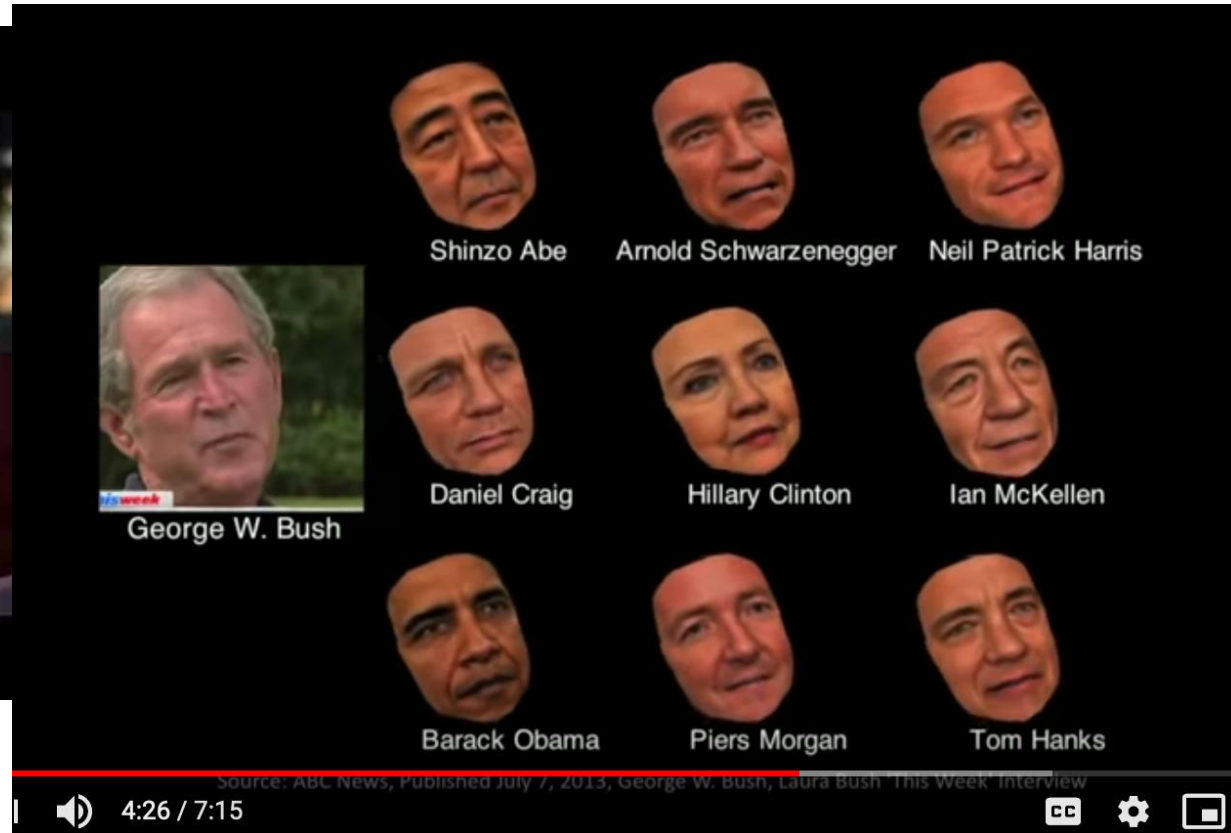 Shinzo Abe
Arnold Schwarzenegger
Neil Patrick Harris
isweek
George W. Bush
Daniel Craig
Hillary Clinton
Ian McKellen
Barack Obama
Piers Morgan
Tom Hanks
Source: ABC News, Published July 7, 2013, George W. Bush, Laura Bush 'This Week' Interview
4:26 / 7:15
CC